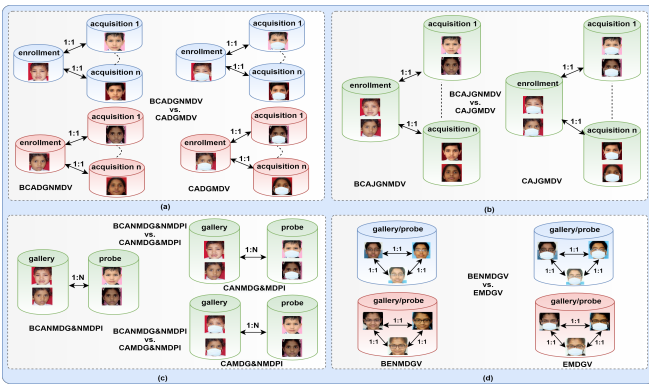 acquisition 1
enrollment
1:1
1:1
acquisition n
acquisition 1
enrollment
1:1
1:1
acquisition n
BCADGNMDV
vs.
CADGMDV
acquisition 1
enrollment
1:1
1:1
acquisition n
BCADGNMDV
acquisition 1
enrollment
1:1
1:1
acquisition n
CADGMDV
(a)
acquisition 1
enrollment
1:1
1:1
acquisition n
BCAJGNMDV
BCAJGNMDV
vs.
CAJGMDV
acquisition 1
enrollment
1:1
1:1
acquisition n
CAJGMDV
(b)
gallery
probe
1:N
BCANMDG&NMDPI
BCANMDG&NMDPI
vs.
CANMDG&MDPI
gallery
probe
1:N
CANMDG&MDPI
BCANMDG&NMDPI
vs.
CAMDG&NMDPI
gallery
probe
1:N
CAMDG&NMDPI
(c)
gallery/probe
1:1
1:1
1:1
gallery/probe
1:1
1:1
1:1
BENMDGV
vs.
EMDGV
gallery/probe
1:1
1:1
1:1
BENMDGV
gallery/probe
1:1
1:1
1:1
EMDGV
(d)